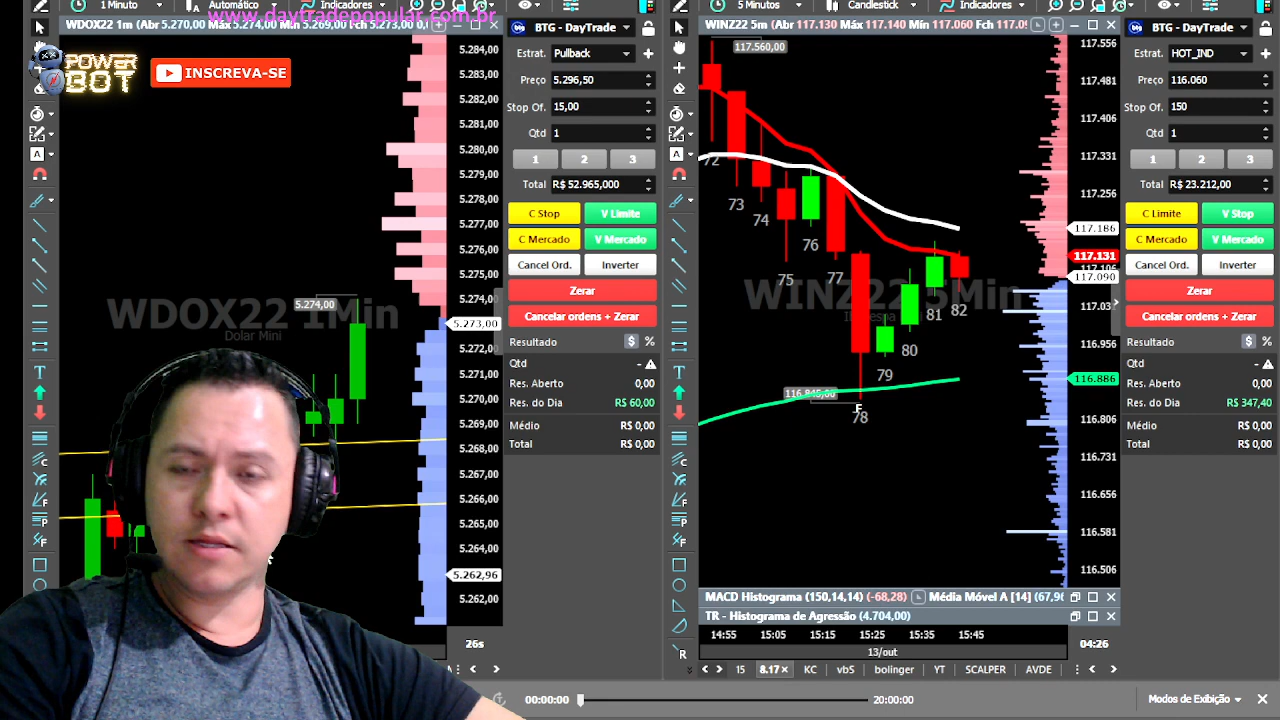 1 Minuto
Automático
Indicadores
www.daytradepopular.com.br
5 Minutos
Candlestick
Indicadores
WDOX22 1m (Abr 5.270,00 Máx 5.274,00 Mín 5.269,00 Fch 5.273,00
WINZ22 5m (Abr 117.130 Máx 117.140 Mín 117.060 Fch 117.09
POWER
BOT
INSCREVA-SE
5.284,00
5.283,00
5.282,00
5.281,00
5.280,00
5.279,00
5.278,00
5.277,00
5.276,00
5.275,00
5.274,00
5.273,00
5.272,00
5.271,00
5.270,00
5.269,00
5.268,00
5.267,00
5.266,00
5.265,00
5.264,00
5.262,96
5.262,00
26s
5.274,00
WDOX22 1Min
Dolar Mini
BTG - DayTrade
Estrat. Pullback
Preço 5.296,50
Stop Of. 15,00
Qtd 1
1 2 3
Total R$ 52.965,000
C Stop V Limite
C Mercado V Mercado
Cancel Ord. Inverter
Zerar
Cancelar ordens + Zerar
Resultado $ %
Qtd -
Res. Aberto 0,00
Res. do Dia R$ 60,00
Médio R$ 0,00
Total R$ 0,00
117.560,00
72
73
74
75
76
77
78
79
80
81
82
F
116.845,00
WINZ22 5Min
117.556
117.481
117.406
117.331
117.256
117.186
117.131
117.106
117.090
117.031
116.956
116.886
116.806
116.731
116.656
116.581
116.506
MACD Histograma (150,14,14) (-68,28) Média Móvel A [14] (67,96
TR - Histograma de Agressão (4.704,00)
14:55 15:05 15:15 15:25 15:35 15:45
13/out
04:26
15 8.17 KC vbS bolinger YT SCALPER AVDE
BTG - DayTrade
Estrat. HOT_IND
Preço 116.060
Stop Of. 150
Qtd 1
1 2 3
Total R$ 23.212,00
C Limite V Stop
C Mercado V Mercado
Cancel Ord. Inverter
Zerar
Cancelar ordens + Zerar
Resultado $ %
Qtd -
Res. Aberto 0,00
Res. do Dia R$ 347,40
Médio R$ 0,00
Total R$ 0,00
00:00:00 20:00:00
Modos de Exibição